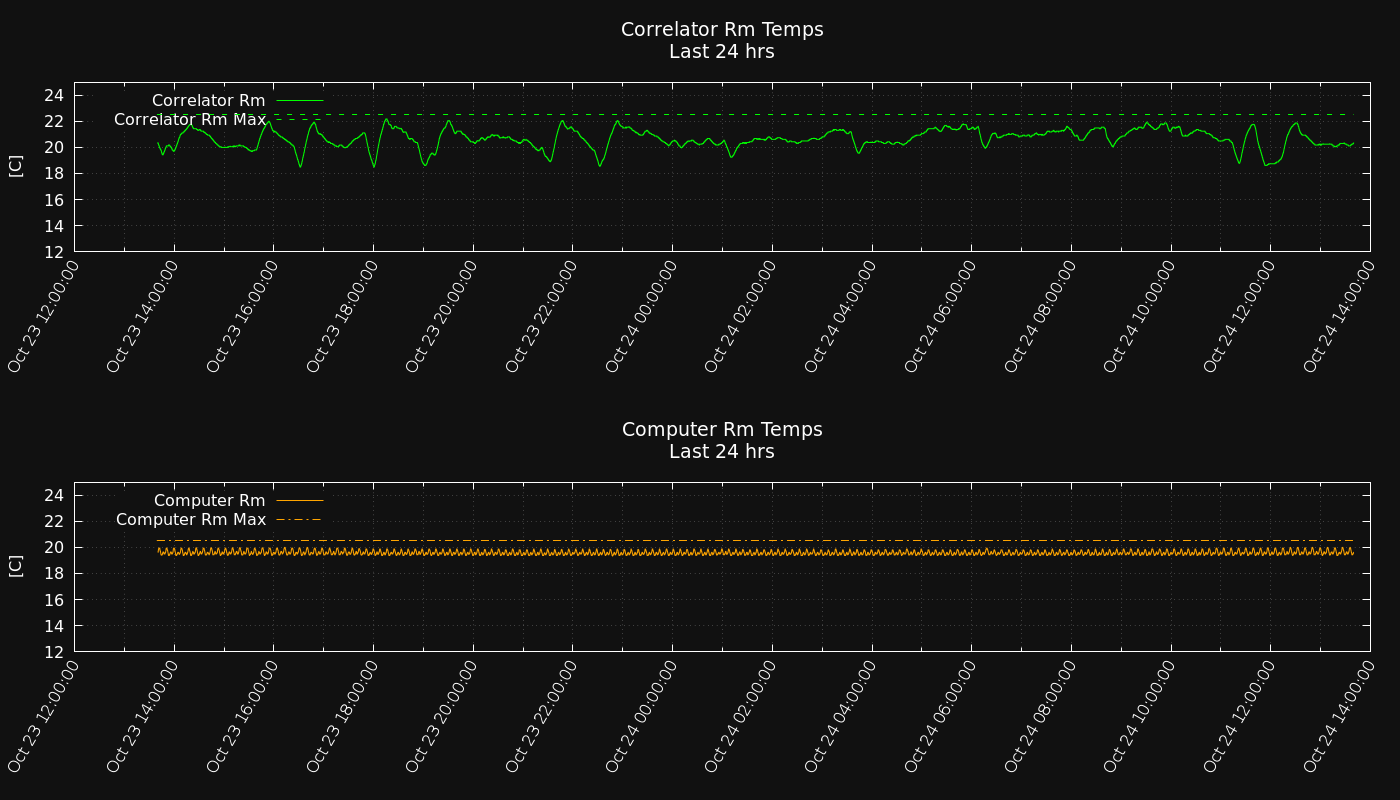 Correlator Rm Temps
Last 24 hrs
Correlator Rm
Correlator Rm Max
[C]
24
22
20
18
16
14
12
Oct 23 12:00:00
Oct 23 14:00:00
Oct 23 16:00:00
Oct 23 18:00:00
Oct 23 20:00:00
Oct 23 22:00:00
Oct 24 00:00:00
Oct 24 02:00:00
Oct 24 04:00:00
Oct 24 06:00:00
Oct 24 08:00:00
Oct 24 10:00:00
Oct 24 12:00:00
Oct 24 14:00:00
Computer Rm Temps
Last 24 hrs
Computer Rm
Computer Rm Max
[C]
24
22
20
18
16
14
12
Oct 23 12:00:00
Oct 23 14:00:00
Oct 23 16:00:00
Oct 23 18:00:00
Oct 23 20:00:00
Oct 23 22:00:00
Oct 24 00:00:00
Oct 24 02:00:00
Oct 24 04:00:00
Oct 24 06:00:00
Oct 24 08:00:00
Oct 24 10:00:00
Oct 24 12:00:00
Oct 24 14:00:00